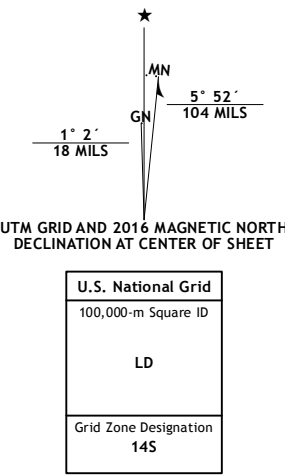 ★
MN
GN
5° 52´
104 MILS
1° 2´
18 MILS
UTM GRID AND 2016 MAGNETIC NORTH
DECLINATION AT CENTER OF SHEET
U.S. National Grid
100,000-m Square ID
LD
Grid Zone Designation
14S